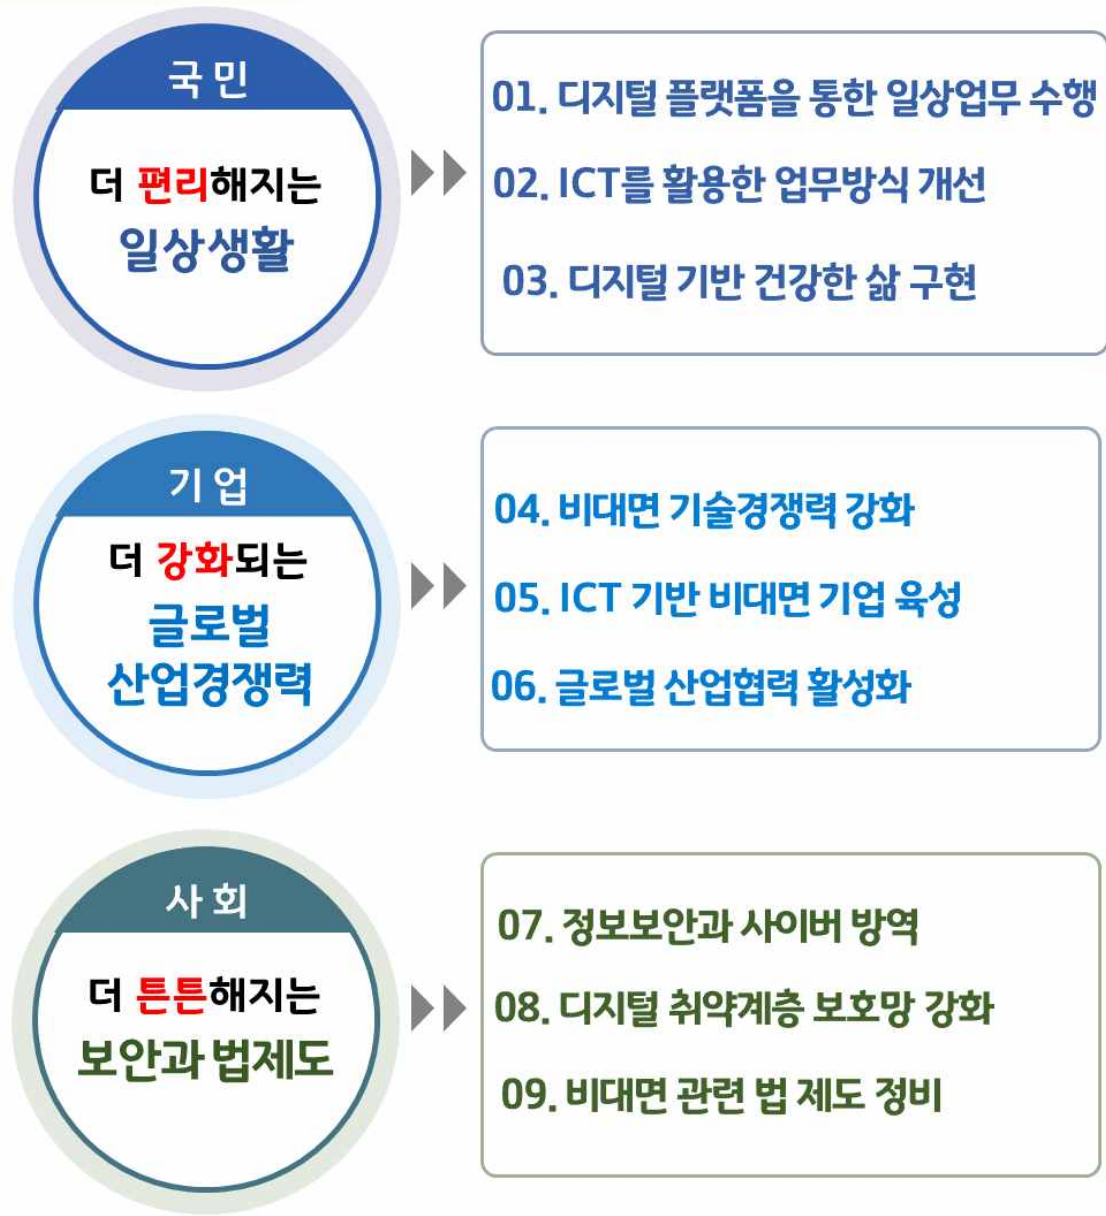 국민
더 편리해지는
일상생활
01. 디지털 플랫폼을 통한 일상업무 수행
02. ICT를 활용한 업무방식 개선
03. 디지털 기반 건강한 삶 구현
기업
더 강화되는
글로벌
산업경쟁력
04. 비대면 기술경쟁력 강화
05. ICT 기반 비대면 기업 육성
06. 글로벌 산업협력 활성화
사회
더 튼튼해지는
보안과 법제도
07. 정보보안과 사이버 방역
08. 디지털 취약계층 보호망 강화
09. 비대면 관련 법 제도 정비